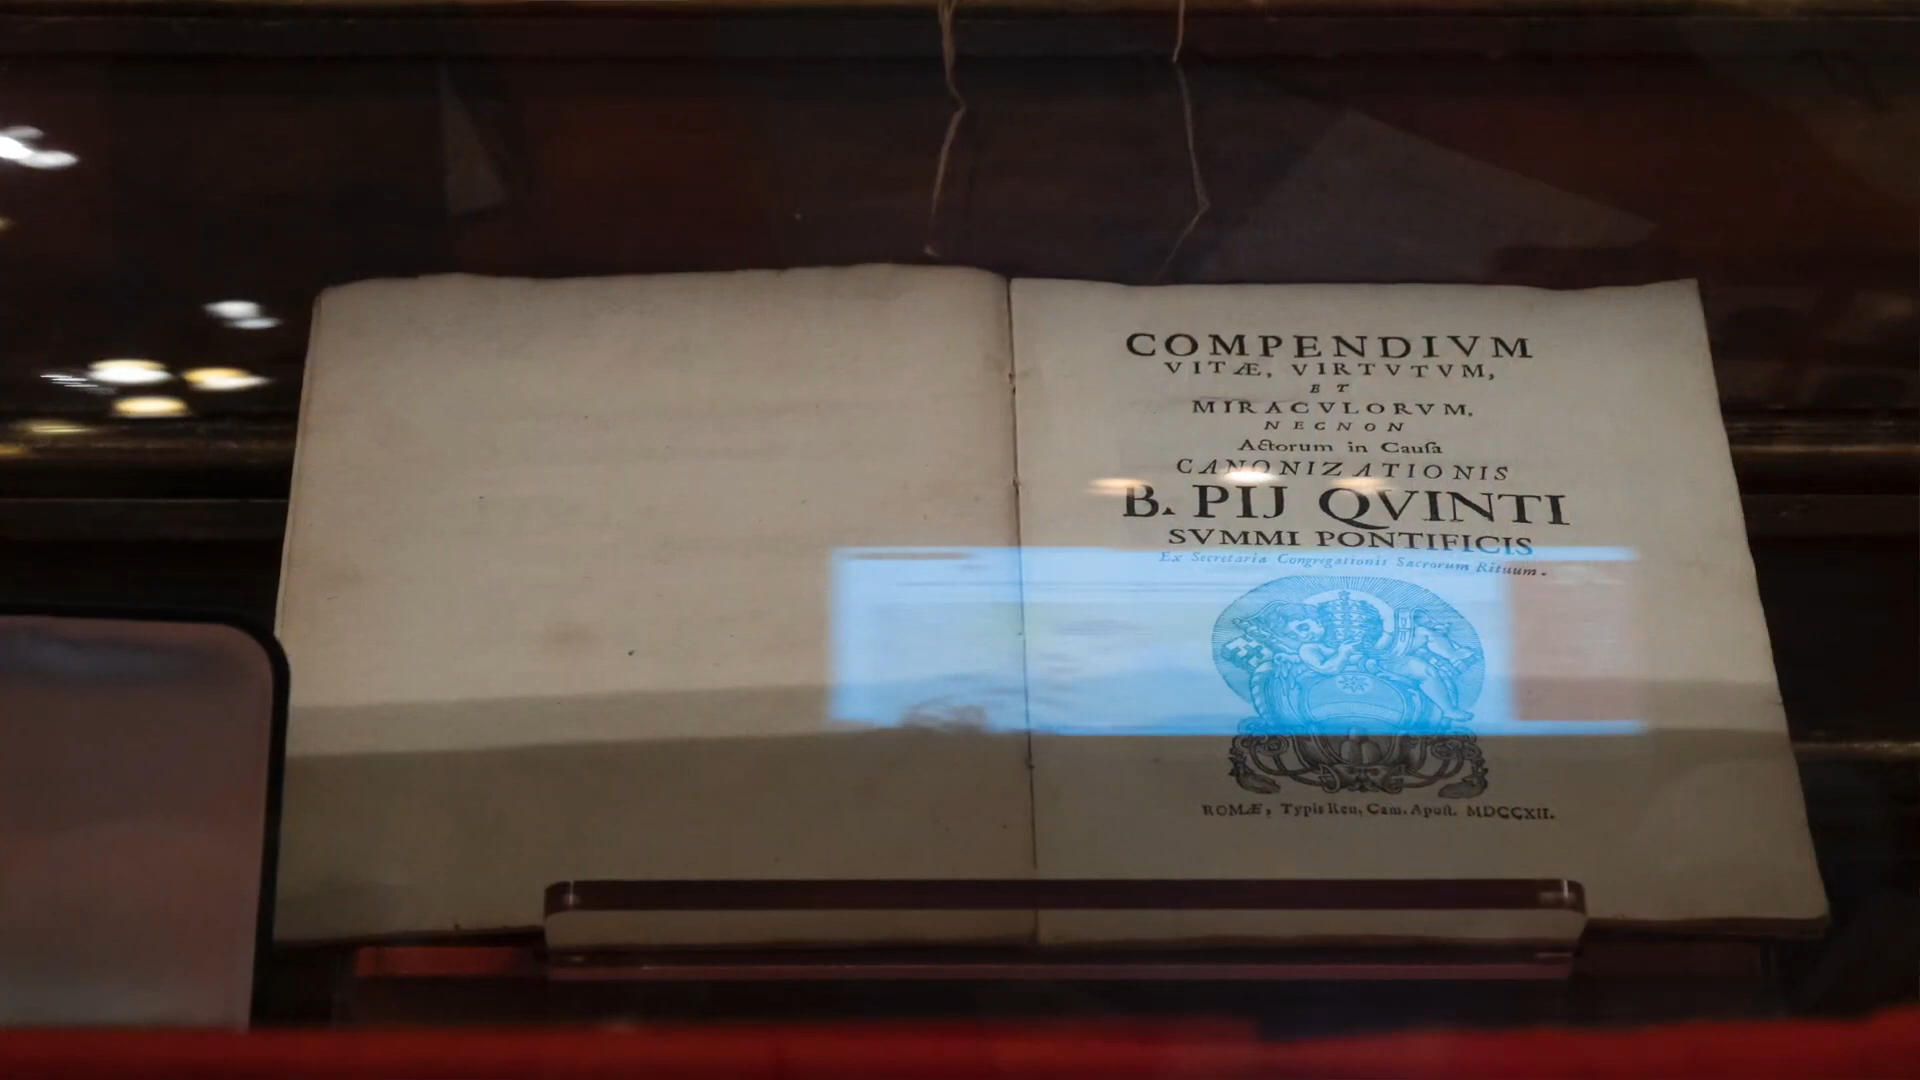 COMPENDIVM
VITÆ, VIRTVTVM,
ET
MIRACVLORVM,
NECNON
Actorum in Cauſa
CANONIZATIONIS
B. PIJ QVINTI
SVMMI PONTIFICIS
Ex Secretaria Congregationis Sacrorum Rituum.
ROMÆ, Typis Reu. Cam. Apoſt. MDCCXII.